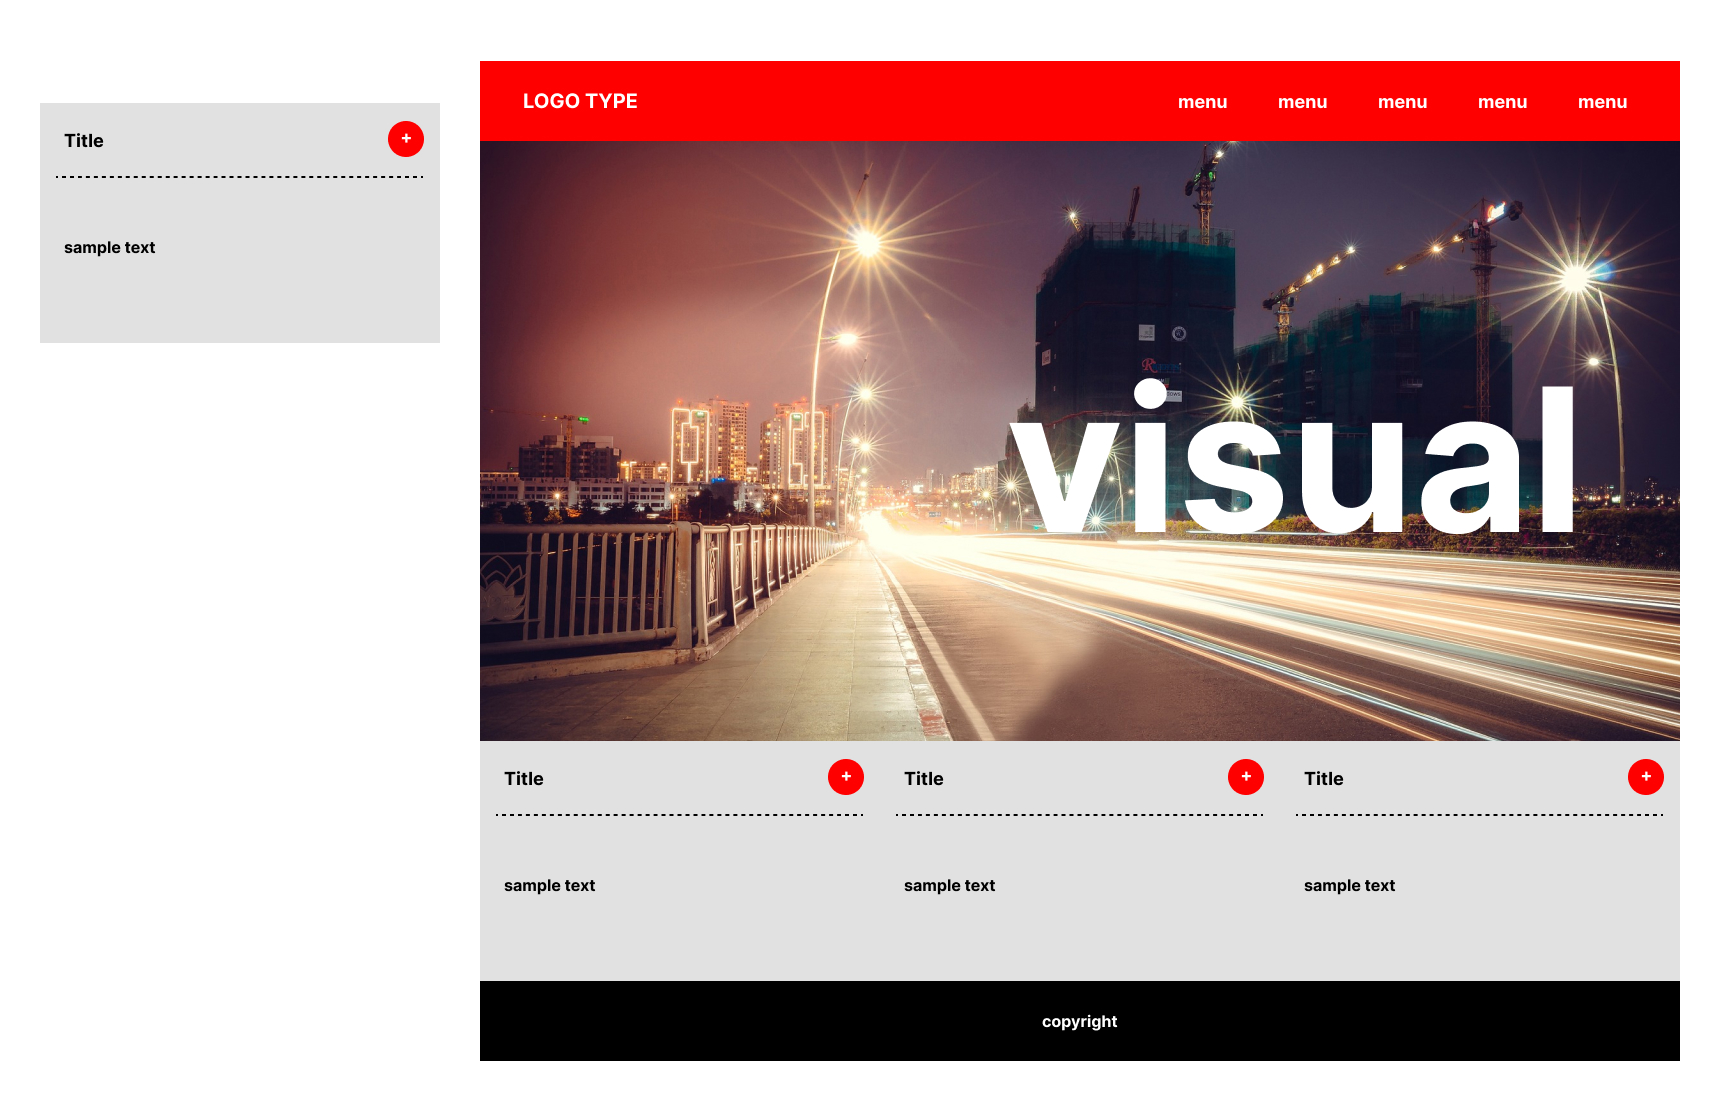 Title
+
sample text
LOGO TYPE
menu menu menu menu menu
visual
Title
+
sample text
Title
+
sample text
Title
+
sample text
copyright